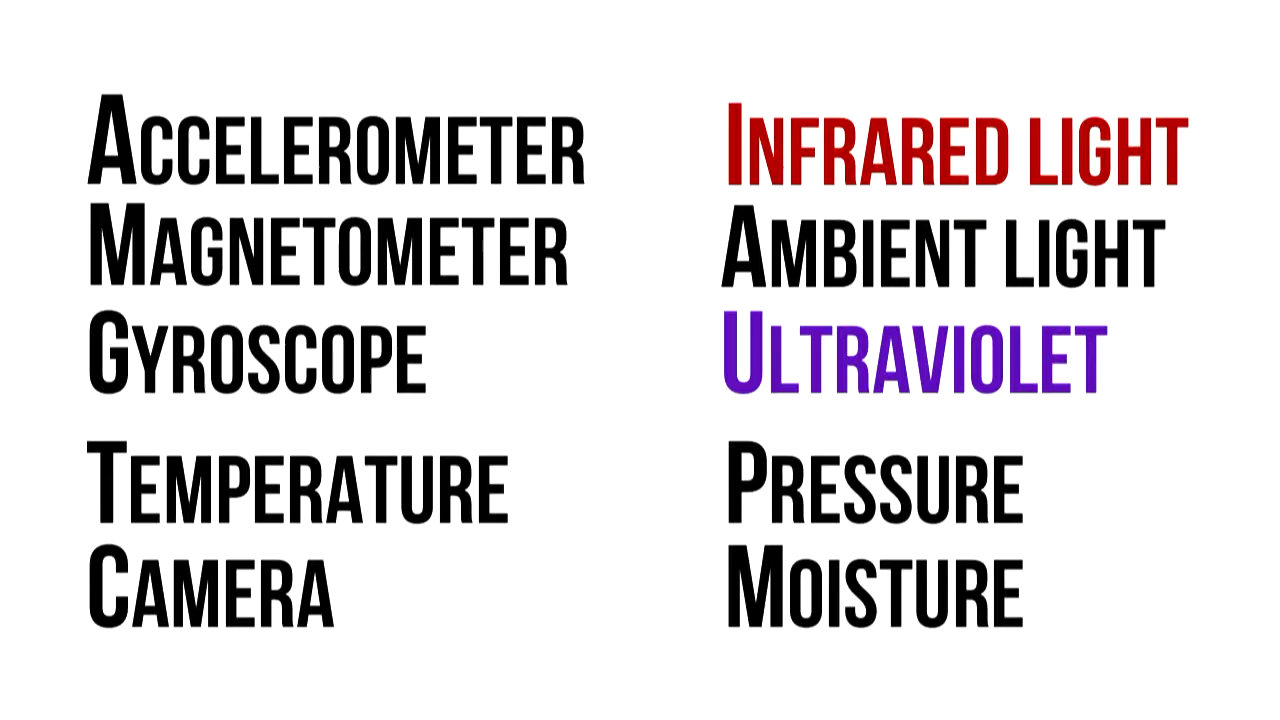 Accelerometer
Magnetometer
Gyroscope
Temperature
Camera
Infrared light
Ambient light
Ultraviolet
Pressure
Moisture